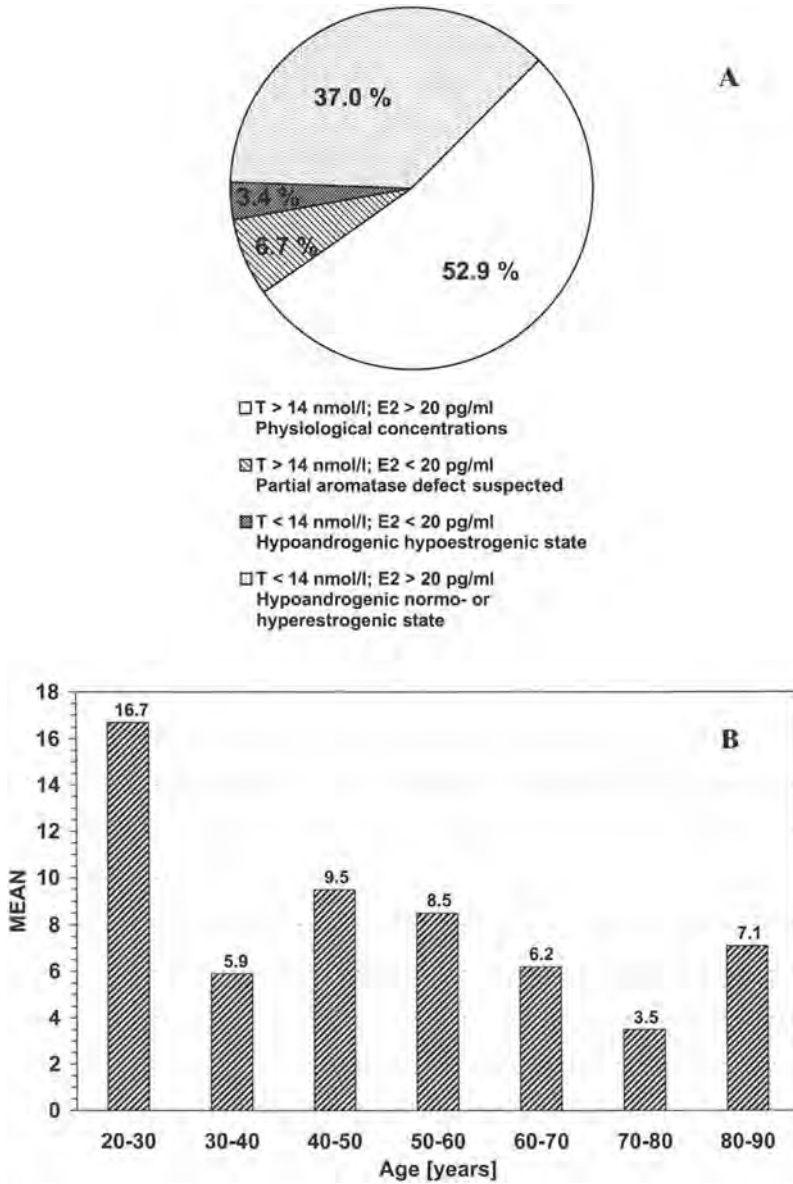 A
37.0 %
3.4 %
6.7 %
52.9 %
T > 14 nmol/l; E2 > 20 pg/ml
Physiological concentrations
T > 14 nmol/l; E2 < 20 pg/ml
Partial aromatase defect suspected
T < 14 nmol/l; E2 < 20 pg/ml
Hypoandrogenic hypoestrogenic state
T < 14 nmol/l; E2 > 20 pg/ml
Hypoandrogenic normo- or
hyperestrogenic state
B
MEAN
18
16
14
12
10
8
6
4
2
0
16.7
5.9
9.5
8.5
6.2
3.5
7.1
20-30 30-40 40-50 50-60 60-70 70-80 80-90
Age [years]